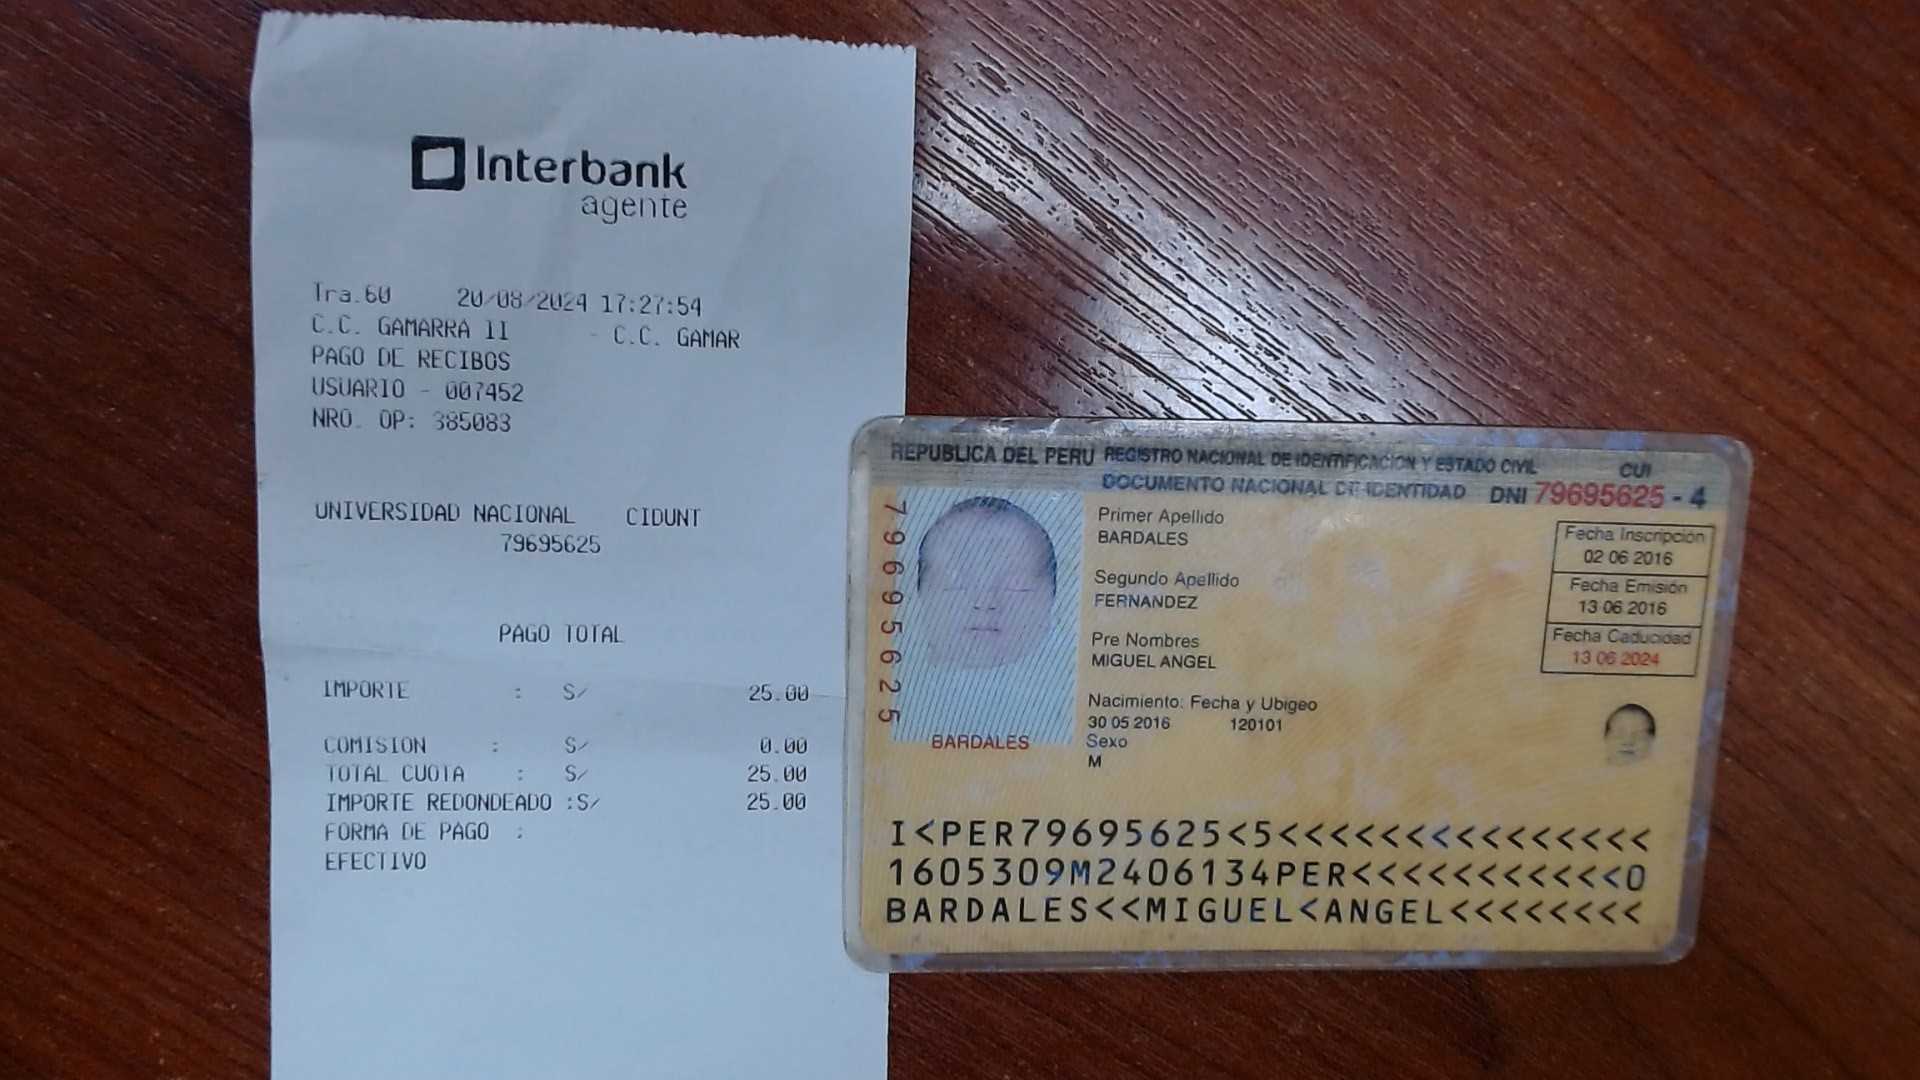 Interbank
agente
Tra.60 20/08/2024 17:27:54
C.C. GAMARRA 11 - C.C. GAMAR
PAGO DE RECIBOS
USUARIO - 007452
NRO. OP: 385083
UNIVERSIDAD NACIONAL CIDUNT
79695625
PAGO TOTAL
IMPORTE : S/ 25.00
COMISION : S/ 0.00
TOTAL CUOTA : S/ 25.00
IMPORTE REDONDEADO :S/ 25.00
FORMA DE PAGO :
EFECTIVO
REPUBLICA DEL PERU REGISTRO NACIONAL DE IDENTIFICACION Y ESTADO CIVIL CUI
DOCUMENTO NACIONAL DE IDENTIDAD DNI 79695625 - 4
79695625
Primer Apellido
BARDALES
Segundo Apellido
FERNANDEZ
Pre Nombres
MIGUEL ANGEL
Nacimiento: Fecha y Ubigeo
30 05 2016 120101
Sexo
M
BARDALES
Fecha Inscripción
02 06 2016
Fecha Emisión
13 06 2016
Fecha Caducidad
13 06 2024
I<PER79695625<5<<<<<<<<<<<<<<<
1605309M2406134PER<<<<<<<<<<<0
BARDALES<<MIGUEL<ANGEL<<<<<<<<